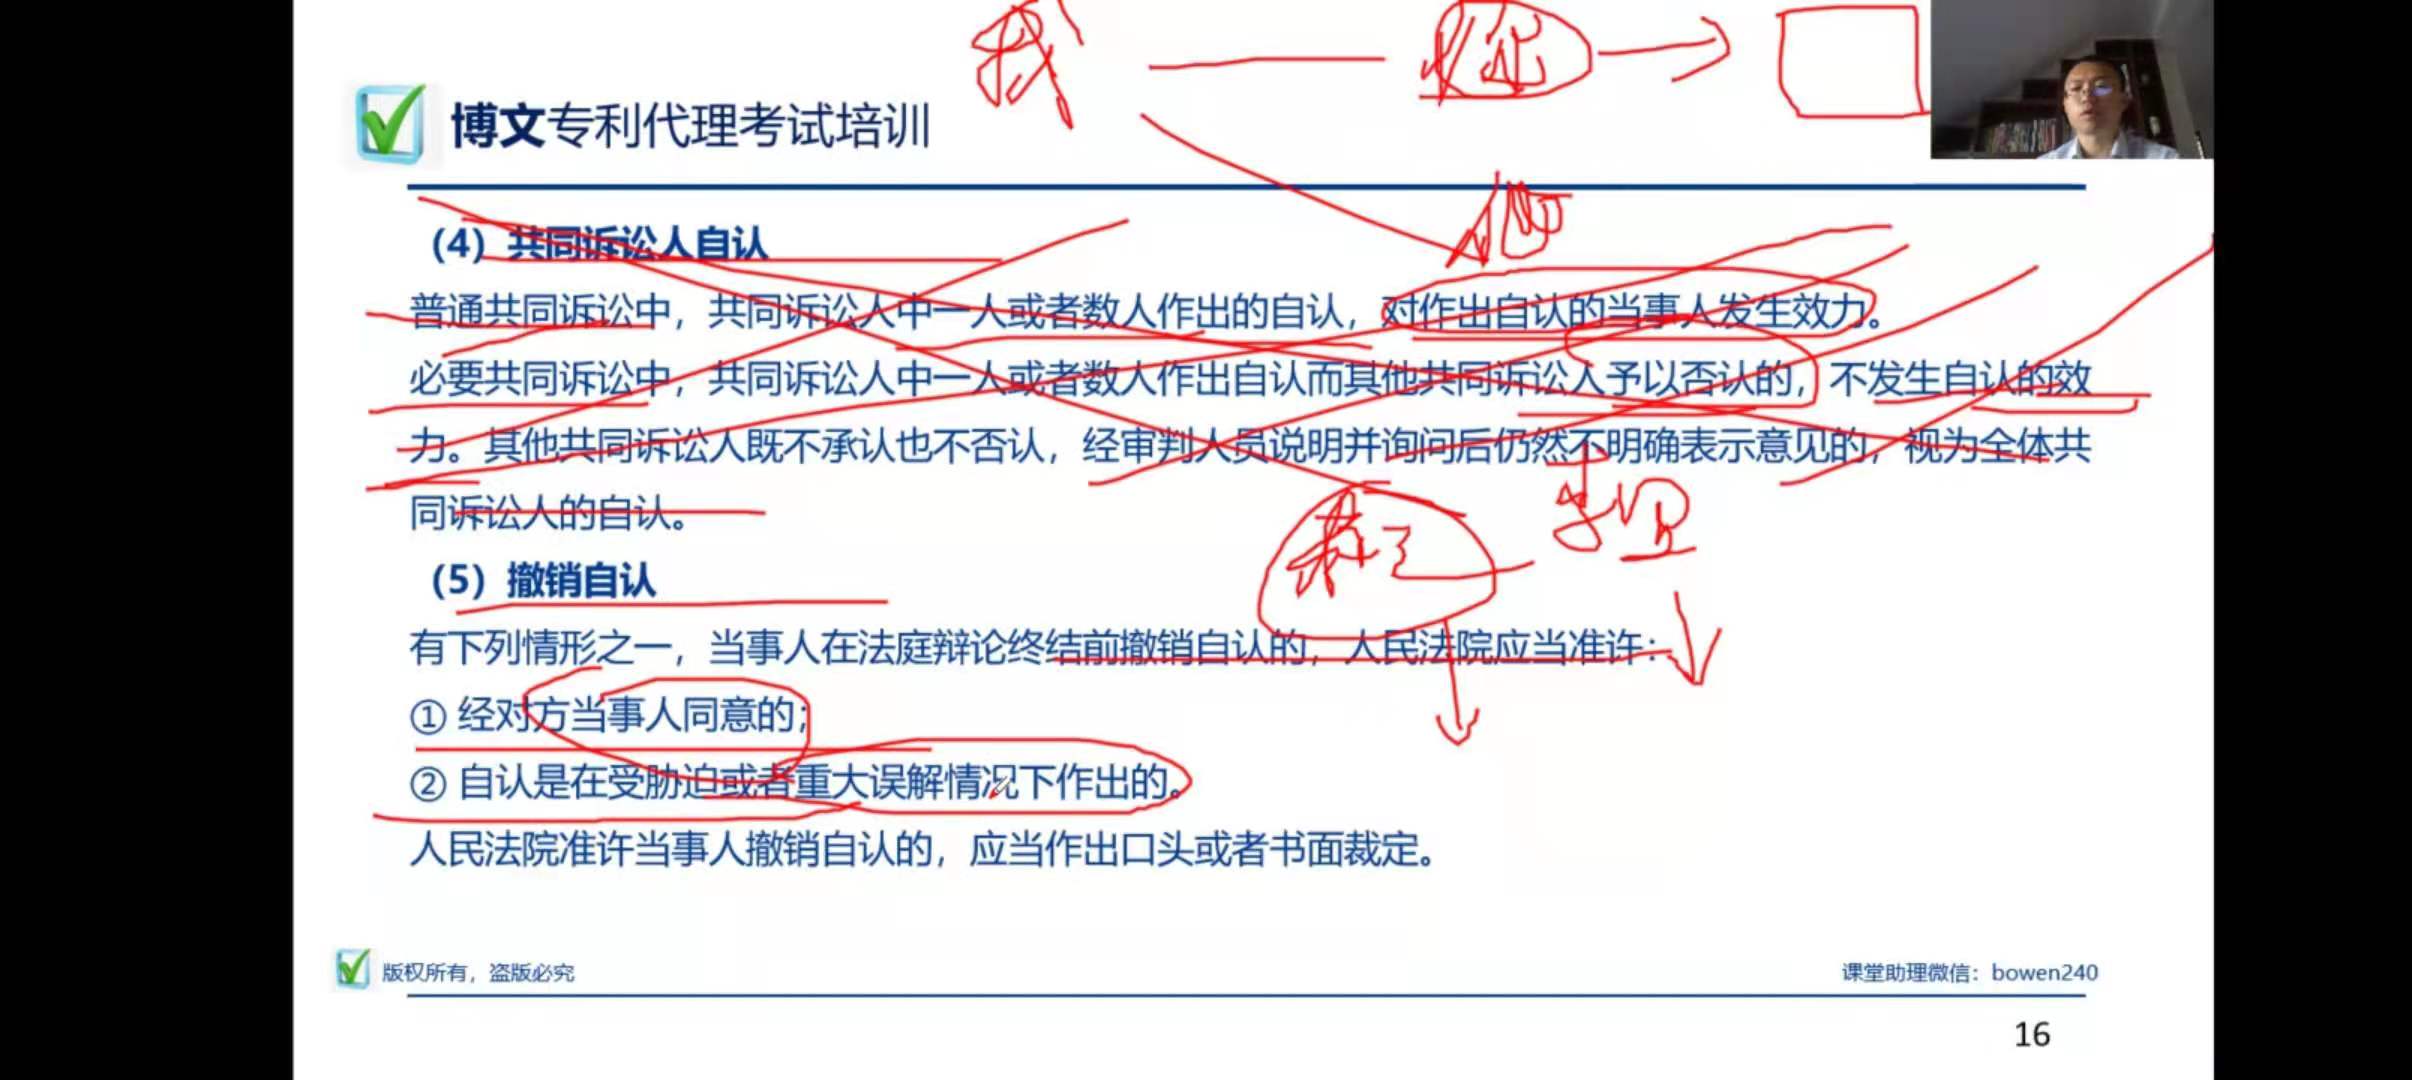 我
博文专利代理考试培训
（4）共同诉讼人自认
普通共同诉讼中，共同诉讼人中一人或者数人作出的自认，对作出自认的当事人发生效力。
必要共同诉讼中，共同诉讼人中一人或者数人作出自认而其他共同诉讼人予以否认的，不发生自认的效
力。其他共同诉讼人既不承认也不否认，经审判人员说明并询问后仍然不明确表示意见的，视为全体共
同诉讼人的自认。
（5）撤销自认
有下列情形之一，当事人在法庭辩论终结前撤销自认的，人民法院应当准许：
① 经对方当事人同意的；
② 自认是在受胁迫或者重大误解情况下作出的。
人民法院准许当事人撤销自认的，应当作出口头或者书面裁定。
版权所有，盗版必究
课堂助理微信：bowen240
16